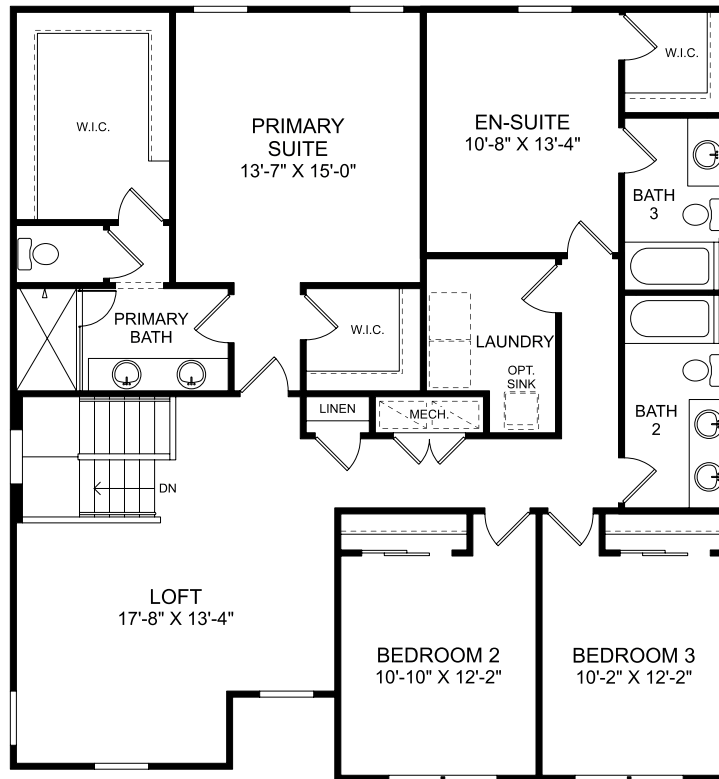 W.I.C.
PRIMARY
SUITE
13'-7" X 15'-0"
EN-SUITE
10'-8" X 13'-4"
W.I.C.
BATH
3
PRIMARY
BATH
W.I.C.
LAUNDRY
OPT.
SINK
LINEN
MECH.
BATH
2
DN
LOFT
17'-8" X 13'-4"
BEDROOM 2
10'-10" X 12'-2"
BEDROOM 3
10'-2" X 12'-2"